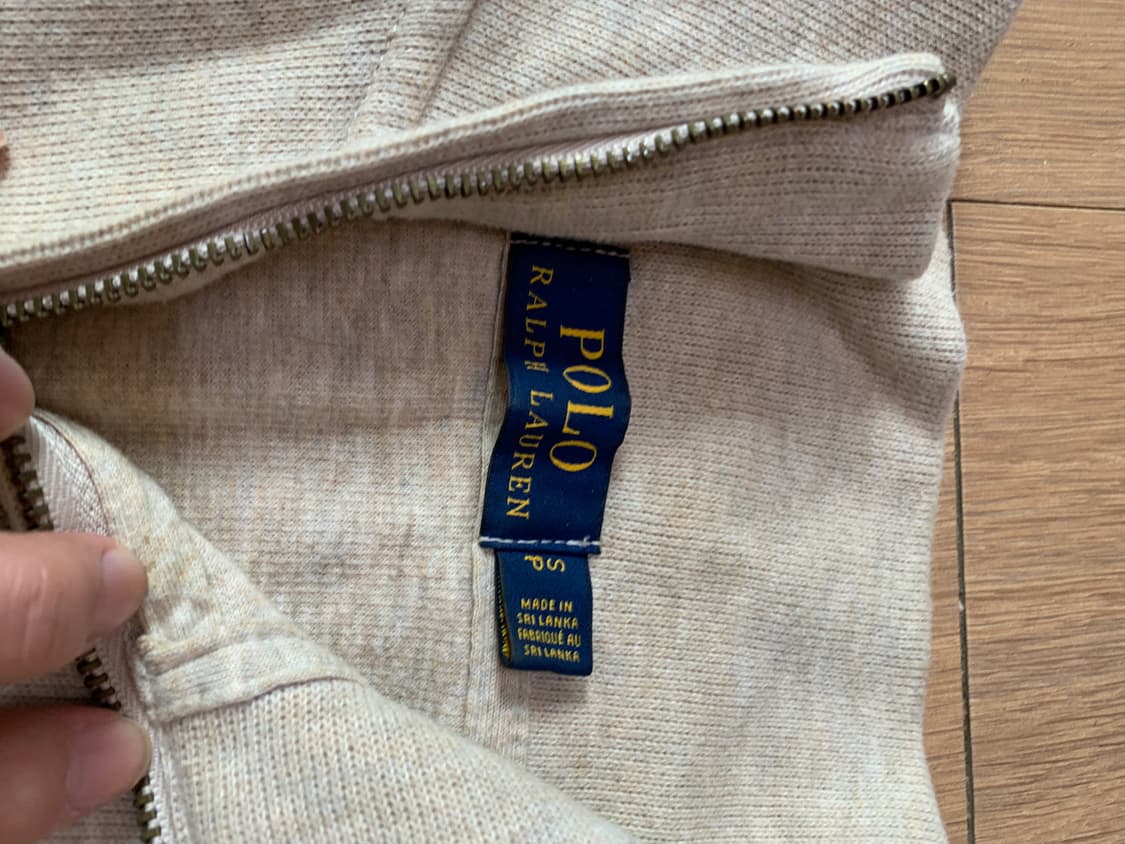 POLO
RALPH LAUREN
S
P
MADE IN
SRI LANKA
FABRIQUÉ AU
SRI LANKA